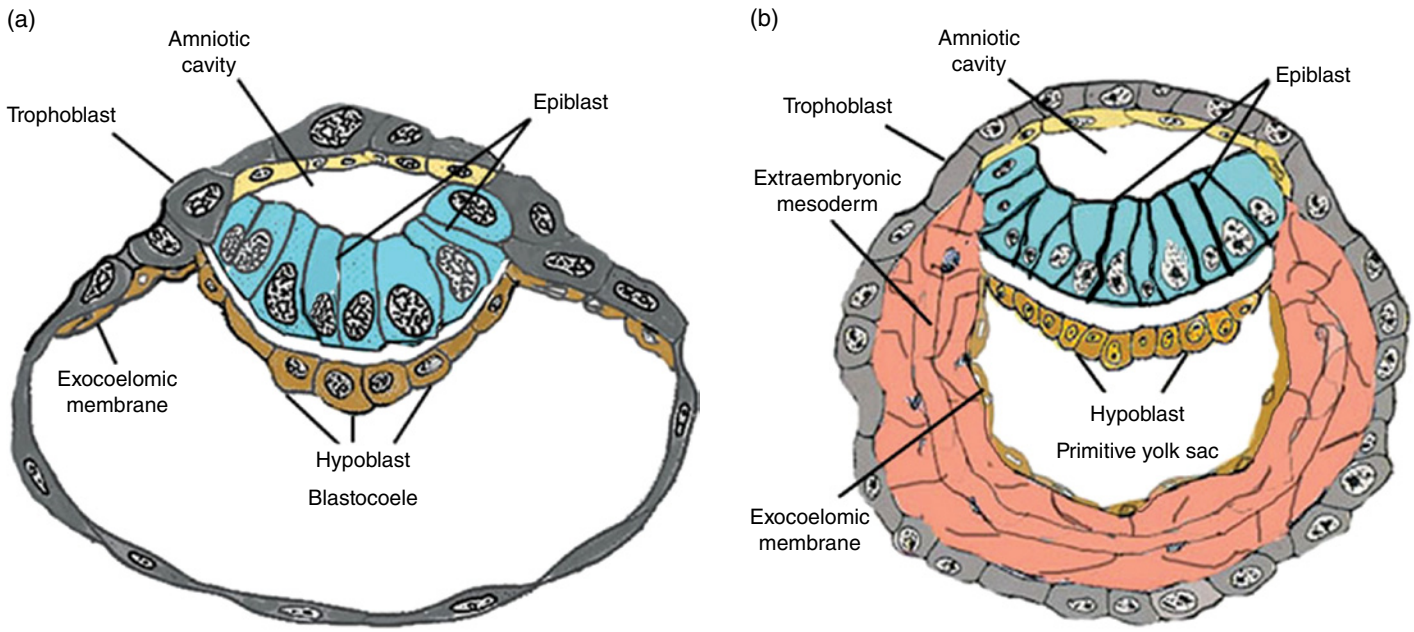 (a)
Amniotic
cavity
Trophoblast
Epiblast
Exocoelomic
membrane
Hypoblast
Blastocoele
(b)
Amniotic
cavity
Epiblast
Trophoblast
Extraembryonic
mesoderm
Hypoblast
Primitive yolk sac
Exocoelomic
membrane